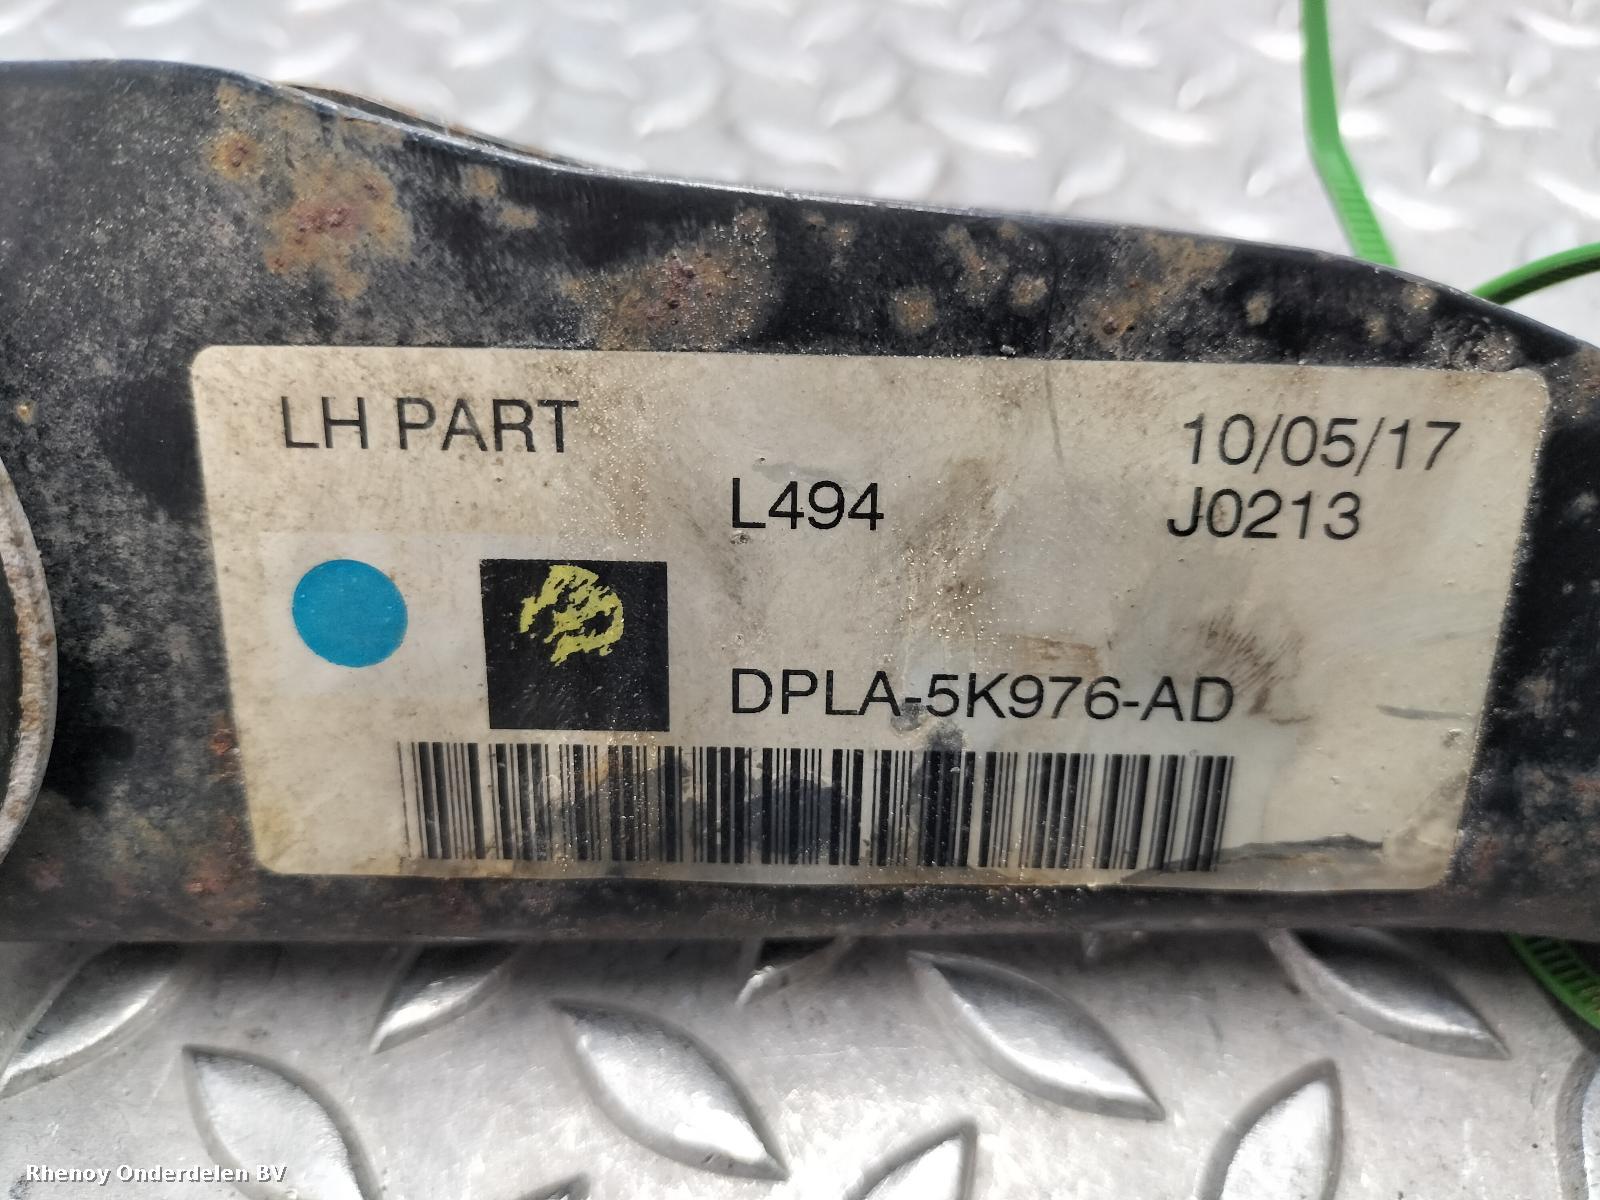 LH PART
10/05/17
L494
J0213
DPLA-5K976-AD
Rhenoy Onderdelen BV